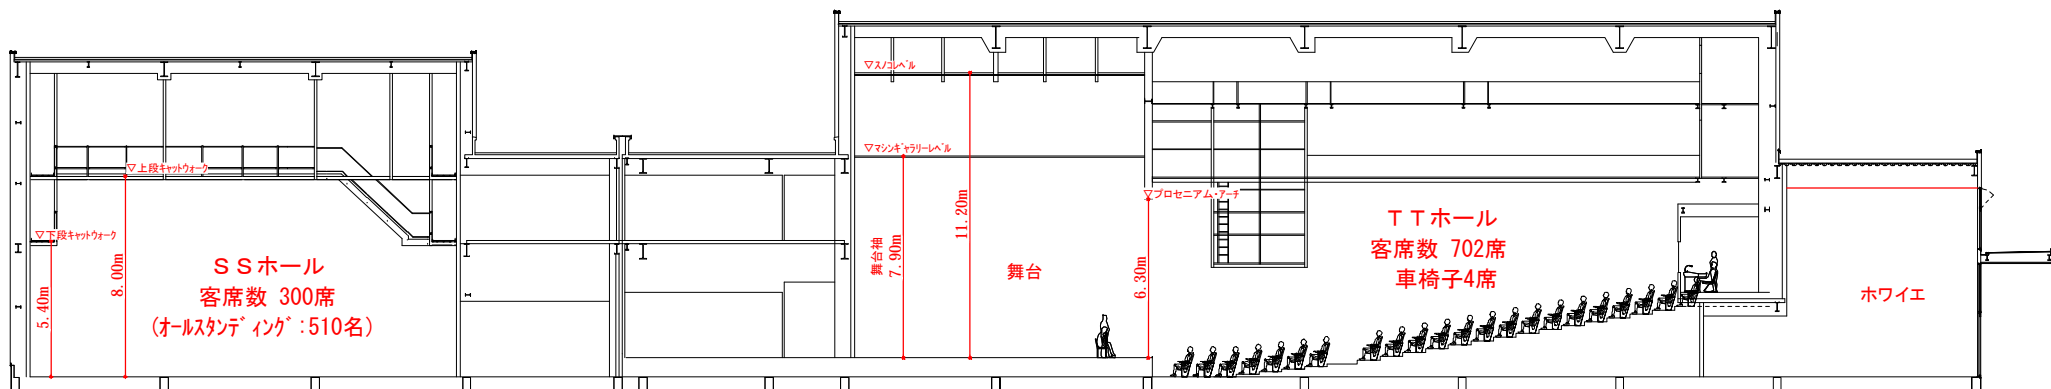 ▽上段キャットウォーク
▽下段キャットウォーク
5.40m
8.00m
SSホール
客席数 300席
(オールスタンディング:510名)
▽スノコレベル
▽マシンギャラリーレベル
舞台袖
7.90m
11.20m
舞台
▽プロセニアム・アーチ
6.30m
TTホール
客席数 702席
車椅子4席
ホワイエ